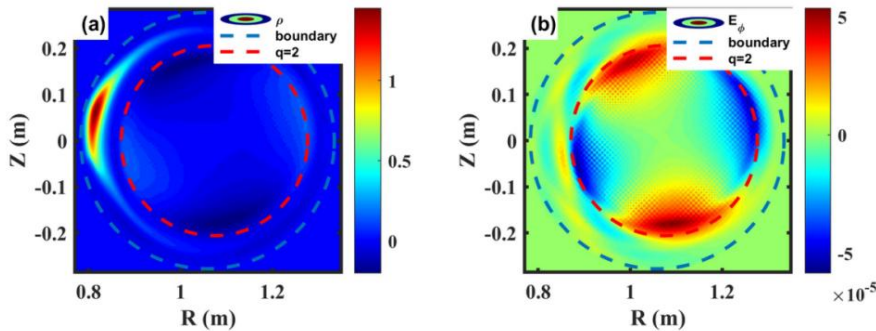 (a)
ρ
boundary
q=2
0.2
0.1
0
-0.1
-0.2
Z (m)
0.8
1
1.2
R (m)
1
0.5
0
(b)
E_ϕ
boundary
q=2
0.2
0.1
0
-0.1
-0.2
Z (m)
0.8
1
1.2
R (m)
5
0
-5
×10^-5